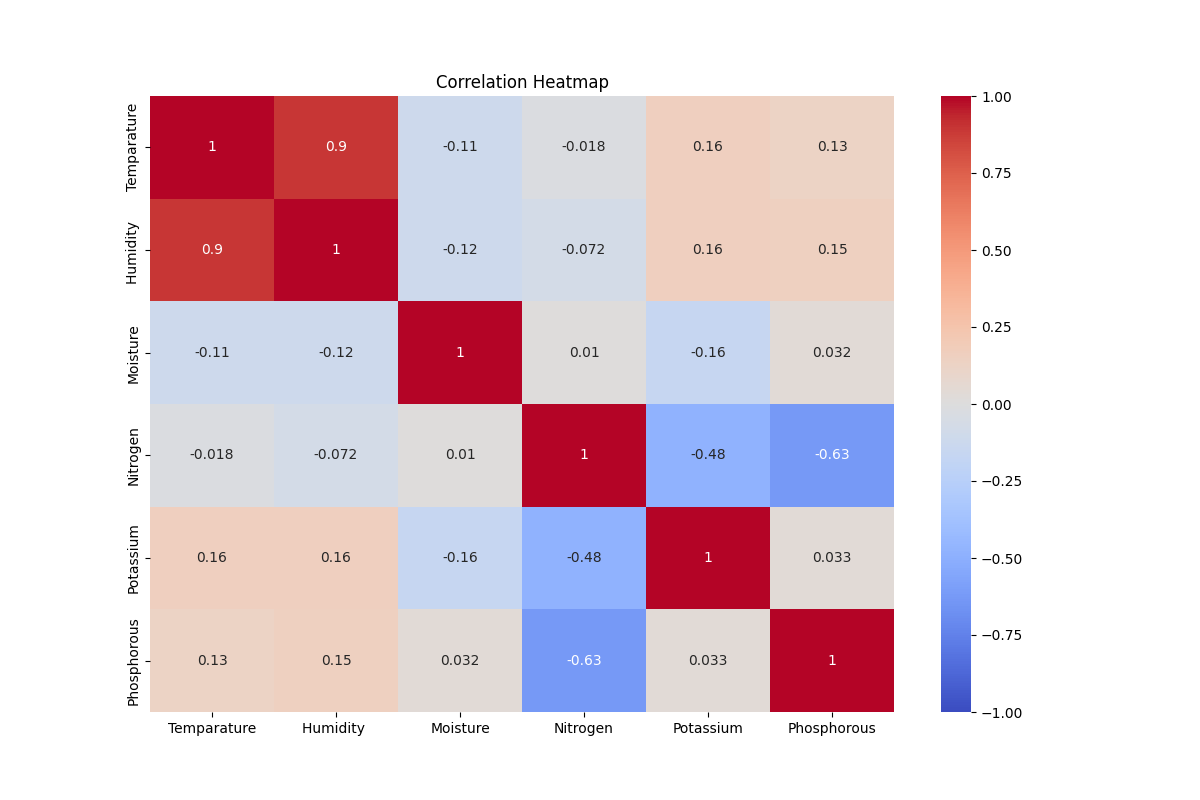 Correlation Heatmap
Temparature 1 0.9 -0.11 -0.018 0.16 0.13
Humidity 0.9 1 -0.12 -0.072 0.16 0.15
Moisture -0.11 -0.12 1 0.01 -0.16 0.032
Nitrogen -0.018 -0.072 0.01 1 -0.48 -0.63
Potassium 0.16 0.16 -0.16 -0.48 1 0.033
Phosphorous 0.13 0.15 0.032 -0.63 0.033 1
Temparature Humidity Moisture Nitrogen Potassium Phosphorous
1.00
0.75
0.50
0.25
0.00
−0.25
−0.50
−0.75
−1.00